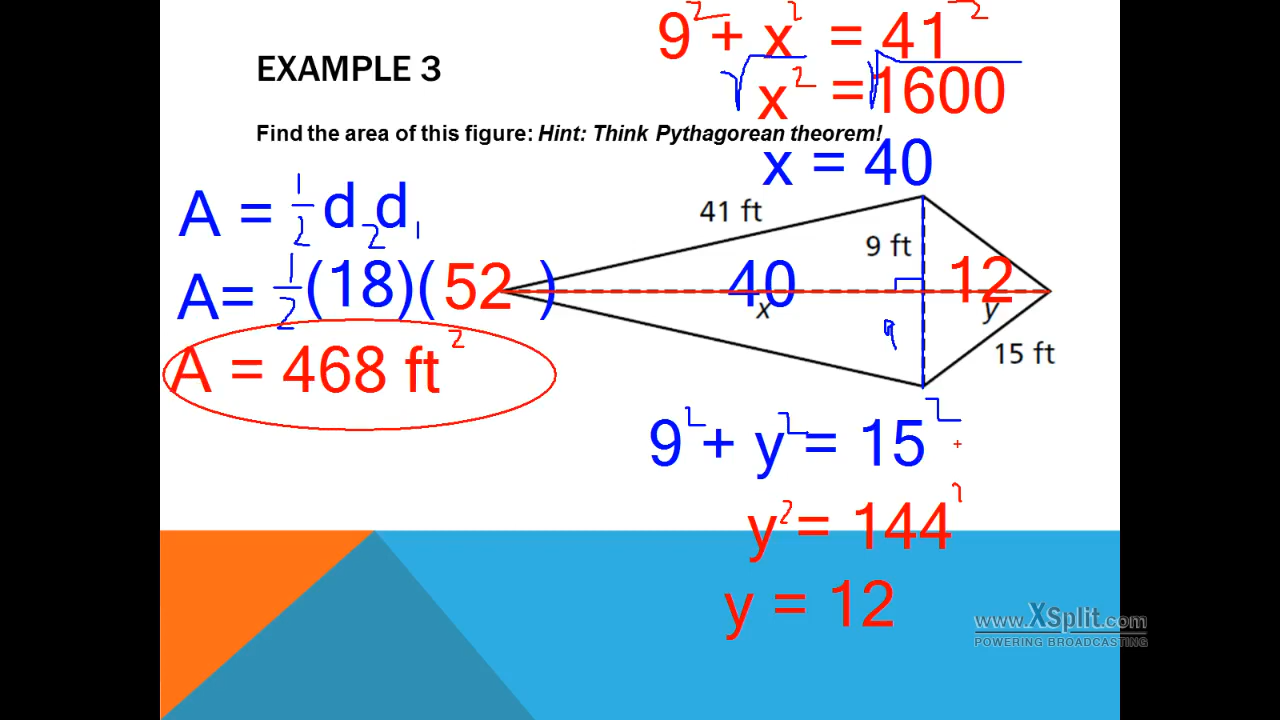 EXAMPLE 3
9² + x² = 41²
√x² = √1600
Find the area of this figure: Hint: Think Pythagorean theorem!
x = 40
A = 1/2 d₂d₁
A = 1/2 (18)(52)
A = 468 ft²
41 ft
9 ft
40
12
x
y
9
15 ft
9² + y² = 15²
y² = 144
y = 12
www.XSplit.com
POWERING BROADCASTING